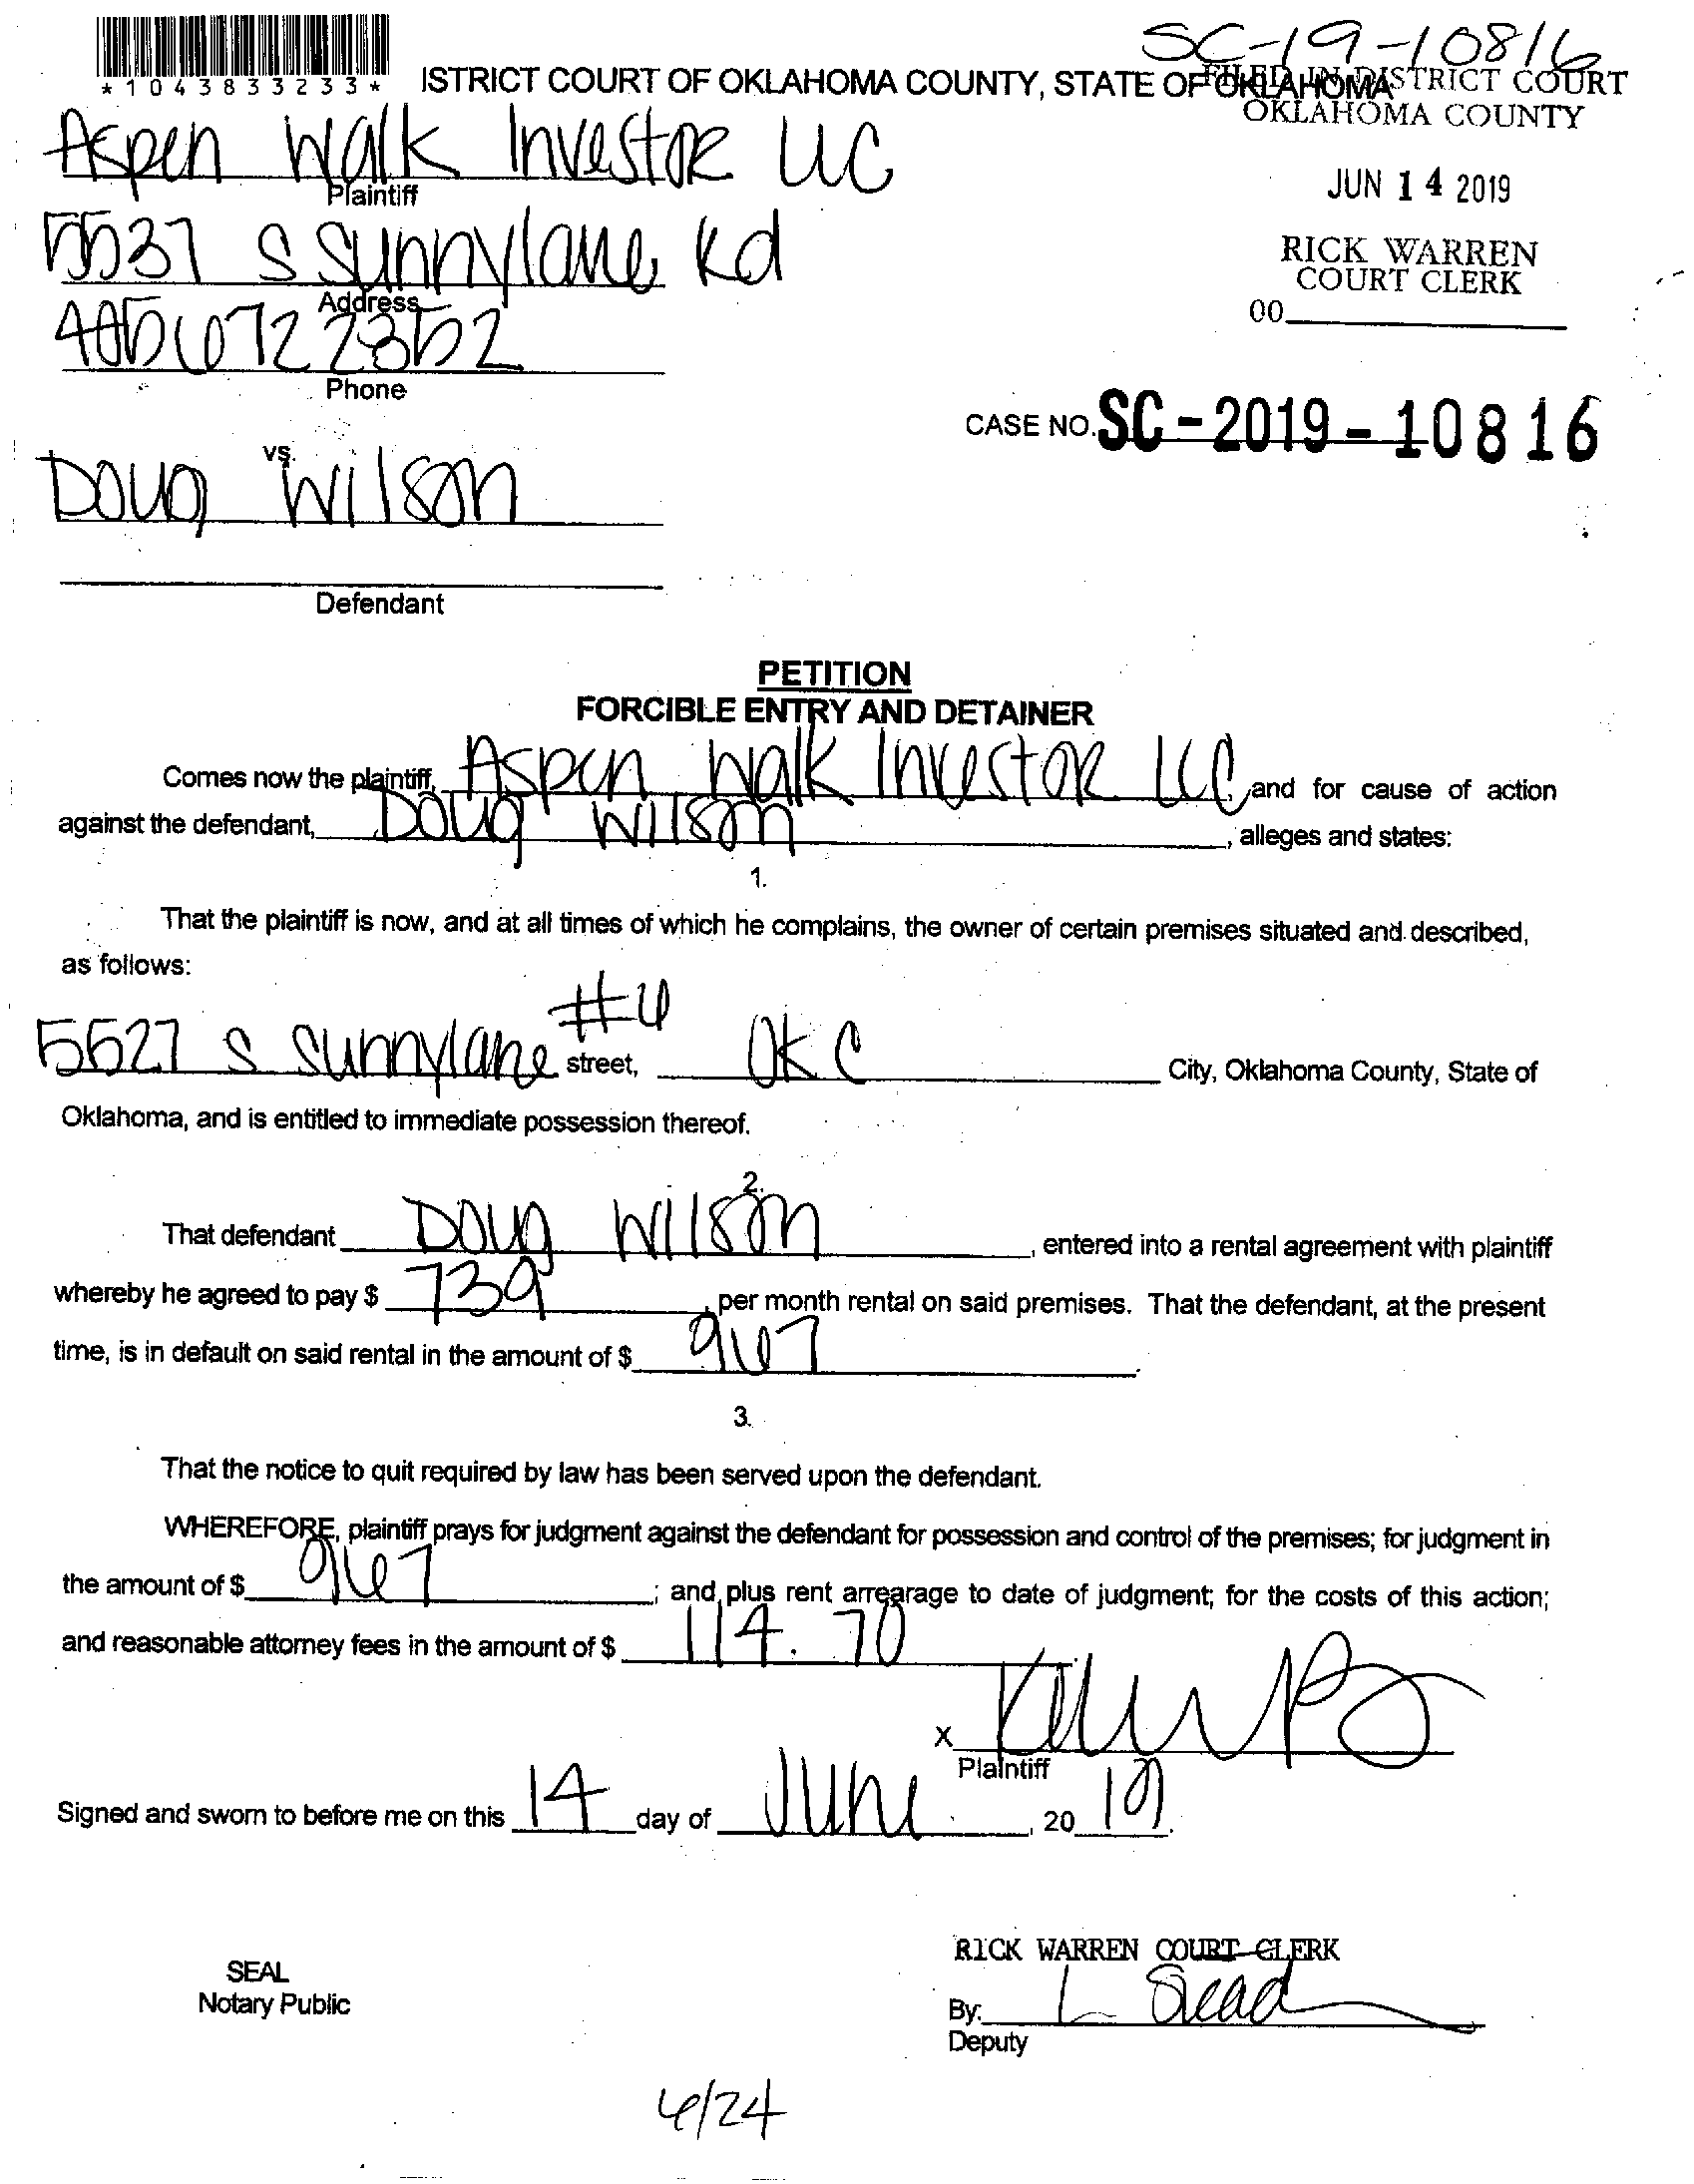 SC-19-10816
*1043833233*
ISTRICT COURT OF OKLAHOMA COUNTY, STATE OF OKLAHOMA
FILED IN DISTRICT COURT
OKLAHOMA COUNTY
Aspen Walk Investor LLC
Plaintiff
JUN 14 2019
5537 S Sunnylane Rd
Address
RICK WARREN
COURT CLERK
00
4056722352
Phone
CASE NO. SC-2019-10816
vs.
Doug Wilson
Defendant
PETITION
FORCIBLE ENTRY AND DETAINER
Comes now the plaintiff, Aspen Walk Investor LLC, and for cause of action
against the defendant, Doug Wilson, alleges and states:
1.
That the plaintiff is now, and at all times of which he complains, the owner of certain premises situated and described,
as follows:
5527 S Sunnylane #6 street, OKC City, Oklahoma County, State of
Oklahoma, and is entitled to immediate possession thereof.
2.
That defendant Doug Wilson, entered into a rental agreement with plaintiff
whereby he agreed to pay $ 739, per month rental on said premises. That the defendant, at the present
time, is in default on said rental in the amount of $ 967.
3.
That the notice to quit required by law has been served upon the defendant.
WHEREFORE, plaintiff prays for judgment against the defendant for possession and control of the premises; for judgment in
the amount of $ 967; and, plus rent arrearage to date of judgment; for the costs of this action;
and reasonable attorney fees in the amount of $ 114.70.
X
Plaintiff
Signed and sworn to before me on this 14 day of June, 2019.
SEAL
Notary Public
RICK WARREN COURT CLERK
By: L
Deputy
6/24